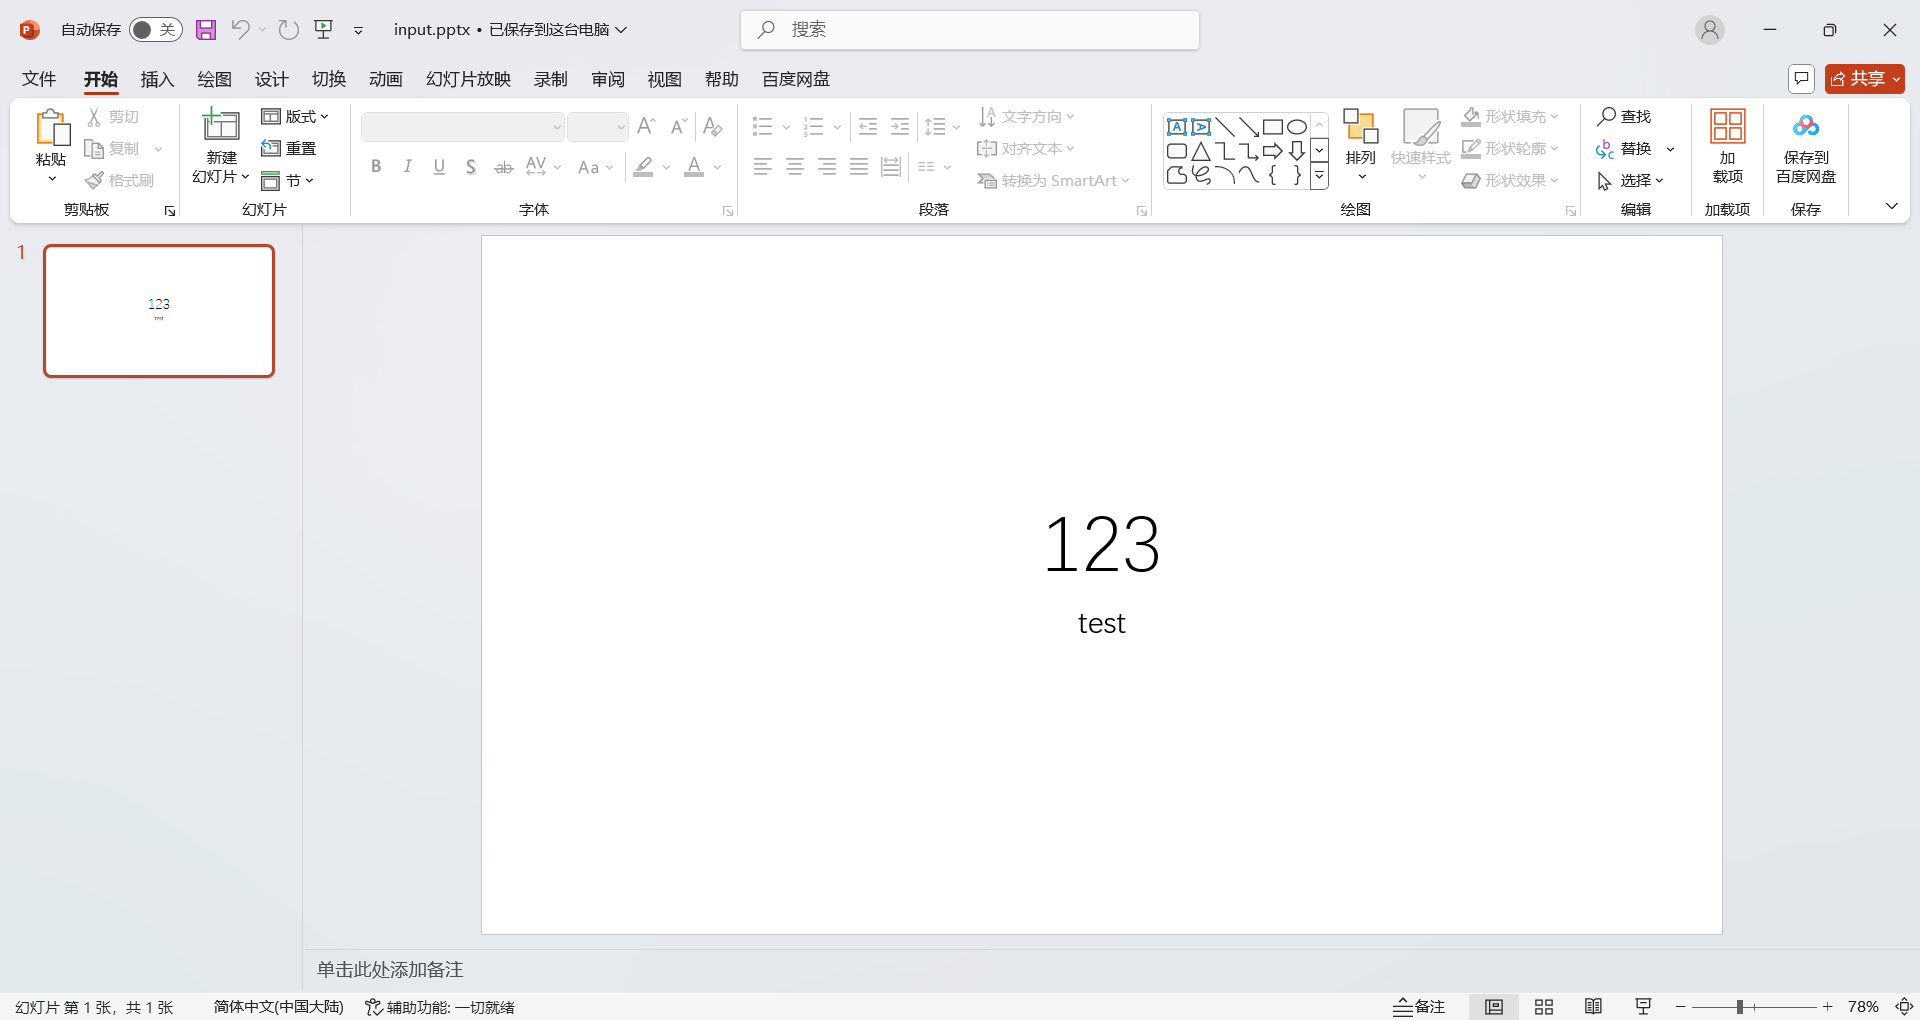 自动保存 关 input.pptx • 已保存到这台电脑 搜索
文件 开始 插入 绘图 设计 切换 动画 幻灯片放映 录制 审阅 视图 帮助 百度网盘 共享
粘贴 剪切 复制 格式刷
剪贴板
新建
幻灯片 版式 重置 节
幻灯片
B I U S ab AV Aa A
字体
文字方向
对齐文本
转换为 SmartArt
段落
排列 快速样式 形状填充 形状轮廓 形状效果
绘图
查找
替换
选择
编辑
加
载项
加载项
保存到
百度网盘
保存
1
123
test
123
test
单击此处添加备注
幻灯片 第 1 张，共 1 张 简体中文(中国大陆) 辅助功能: 一切就绪 备注 78%